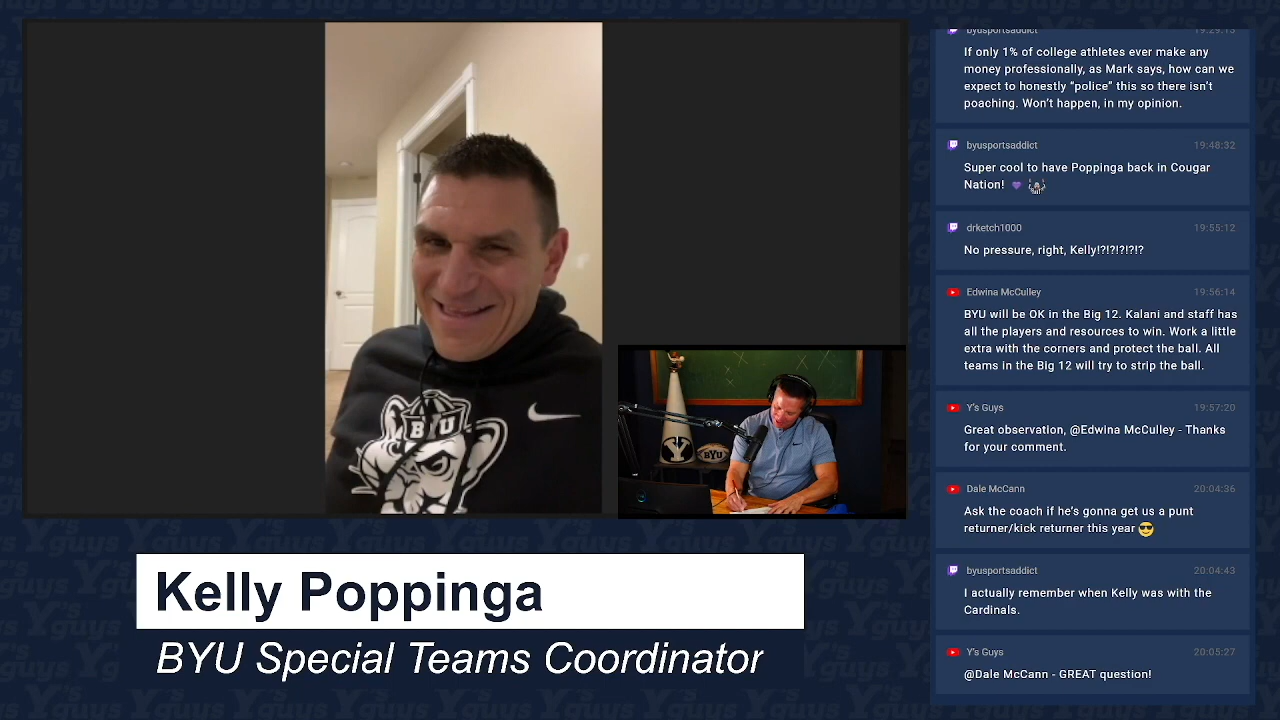 BYU
BYU
Kelly Poppinga
BYU Special Teams Coordinator
byusportsaddict 19:29:13
If only 1% of college athletes ever make any
money professionally, as Mark says, how can we
expect to honestly “police” this so there isn’t
poaching. Won’t happen, in my opinion.
byusportsaddict 19:48:32
Super cool to have Poppinga back in Cougar
Nation!
drketch1000 19:55:12
No pressure, right, Kelly!?!?!?!?!?
Edwina McCulley 19:56:14
BYU will be OK in the Big 12. Kalani and staff has
all the players and resources to win. Work a little
extra with the corners and protect the ball. All
teams in the Big 12 will try to strip the ball.
Y’s Guys 19:57:20
Great observation, @Edwina McCulley - Thanks
for your comment.
Dale McCann 20:04:36
Ask the coach if he’s gonna get us a punt
returner/kick returner this year
byusportsaddict 20:04:43
I actually remember when Kelly was with the
Cardinals.
Y’s Guys 20:05:27
@Dale McCann - GREAT question!